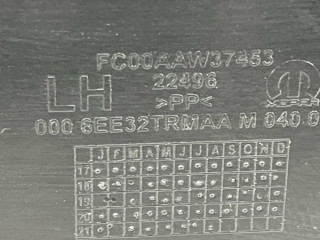 FC00AAW37453
LH
22496
>PP<
000 6EE32TRMAA M 040.0
J F M A M J J A S O N D
17
18
19
20
21